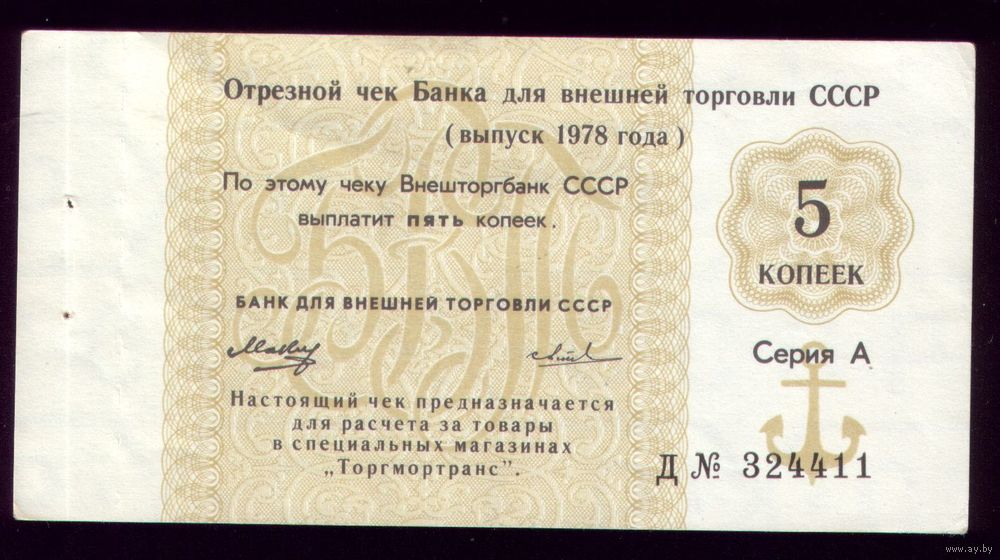 Отрезной чек Банка для внешней торговли СССР
(выпуск 1978 года)
По этому чеку Внешторгбанк СССР
выплатит пять копеек.
5
КОПЕЕК
БАНК ДЛЯ ВНЕШНЕЙ ТОРГОВЛИ СССР
Серия А
Настоящий чек предназначается
для расчета за товары
в специальных магазинах
„Торгмортранс".
Д № 324411
www.ay.by